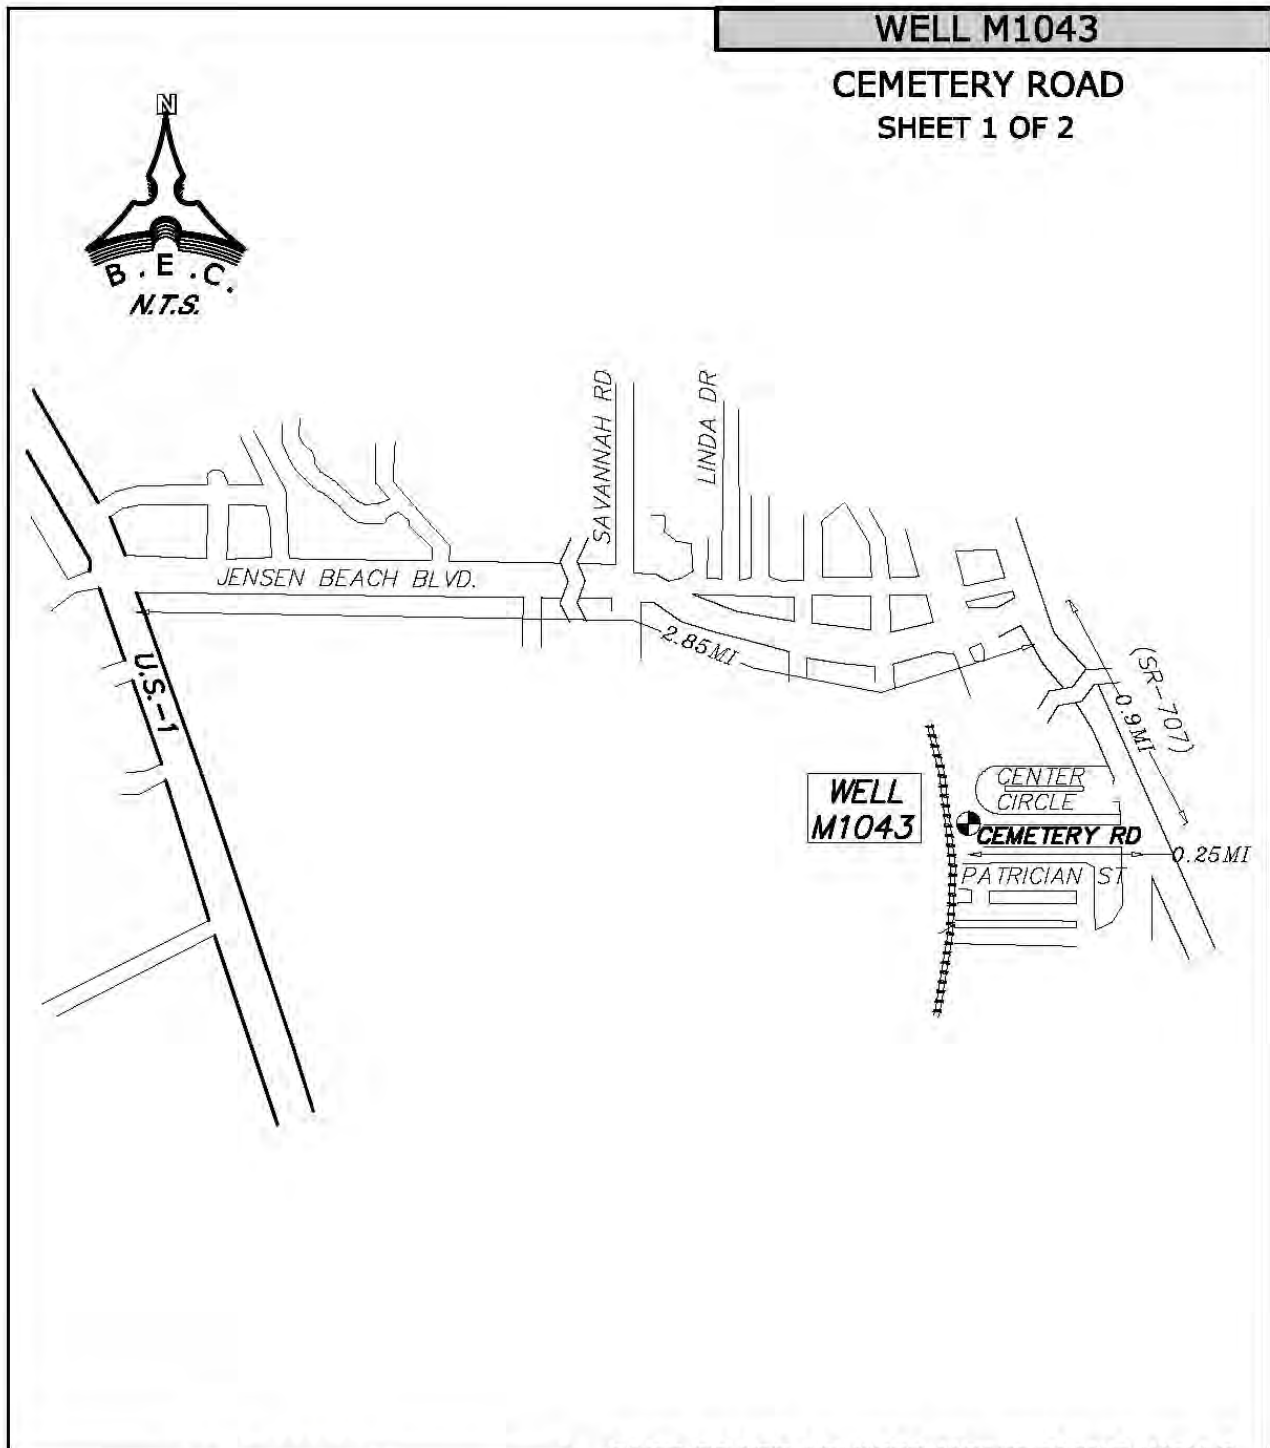 WELL M1043
CEMETERY ROAD
SHEET 1 OF 2
N
B.E.C.
N.T.S.
SAVANNAH RD
LINDA DR
JENSEN BEACH BLVD.
2.85MI
U.S.-1
(SR-707)
0.9MI
WELL
M1043
CENTER
CIRCLE
CEMETERY RD
0.25MI
PATRICIAN ST